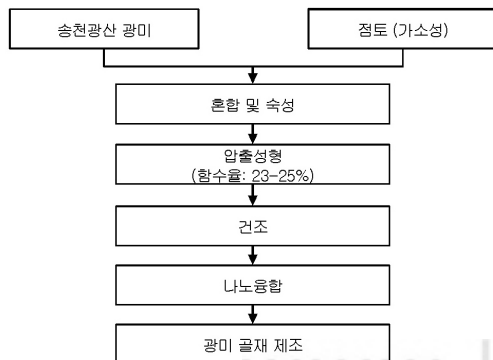 송천광산 광미
점토 (가소성)
혼합 및 숙성
압출성형
(함수율: 23-25%)
건조
나노융합
광미 골재 제조